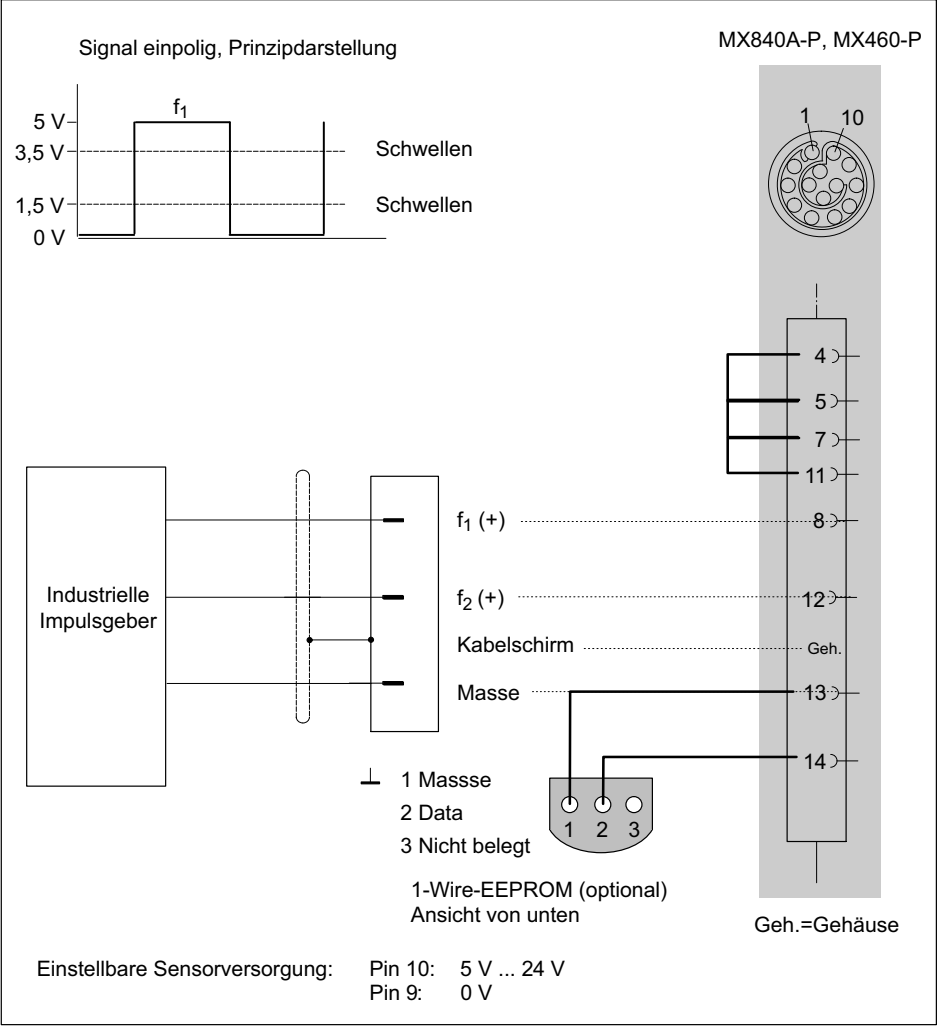 Signal einpolig, Prinzipdarstellung
MX840A-P, MX460-P
f1
5 V
3,5 V
Schwellen
1,5 V
Schwellen
0 V
1
10
4
5
7
11
f1 (+)
8
Industrielle
Impulsgeber
f2 (+)
12
Kabelschirm
Geh.
Masse
13
14
1 Massse
2 Data
3 Nicht belegt
1 2 3
1-Wire-EEPROM (optional)
Ansicht von unten
Geh.=Gehäuse
Einstellbare Sensorversorgung: Pin 10: 5 V ... 24 V
Pin 9: 0 V